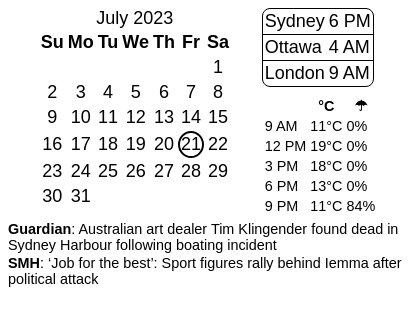 July 2023
Su Mo Tu We Th Fr Sa
1
2 3 4 5 6 7 8
9 10 11 12 13 14 15
16 17 18 19 20 21 22
23 24 25 26 27 28 29
30 31
Sydney 6 PM
Ottawa 4 AM
London 9 AM
°C ☂
9 AM 11°C 0%
12 PM 19°C 0%
3 PM 18°C 0%
6 PM 13°C 0%
9 PM 11°C 84%
Guardian: Australian art dealer Tim Klingender found dead in
Sydney Harbour following boating incident
SMH: ‘Job for the best’: Sport figures rally behind Iemma after
political attack